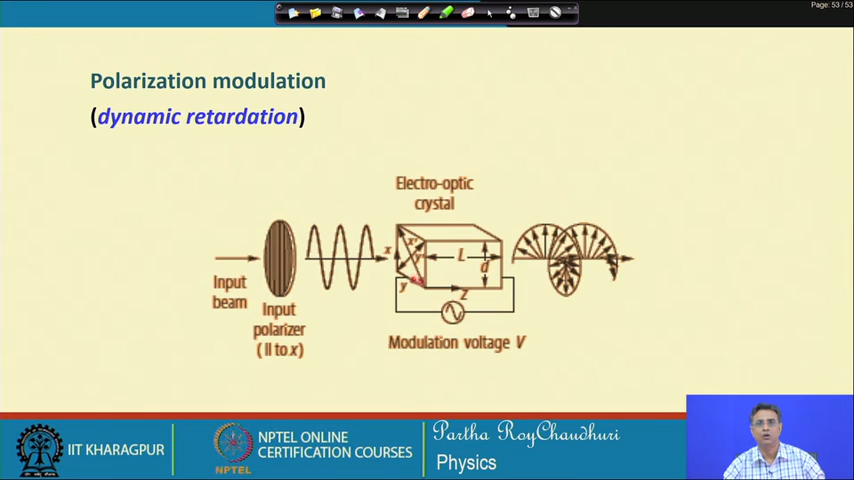 Page: 53 / 53
Polarization modulation
(dynamic retardation)
Electro-optic
crystal
x
x'
y'
L
d
y
Z
Input
beam
Input
polarizer
( II to x)
Modulation voltage V
IIT KHARAGPUR
NPTEL
NPTEL ONLINE
CERTIFICATION COURSES
Partha RoyChaudhuri
Physics